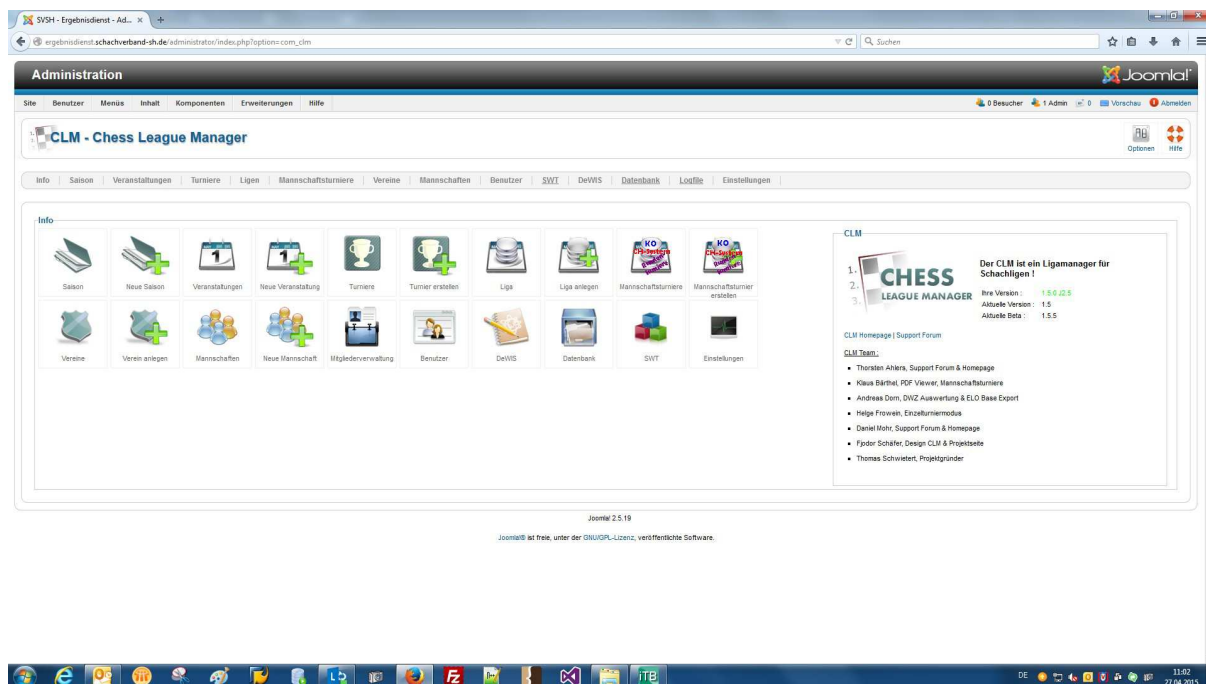 SVSH - Ergebnisdienst - Ad...
ergebnisdienst.schachverband-sh.de/administrator/index.php?option=com_clm
Suchen
Administration
Joomla!
Site Benutzer Menüs Inhalt Komponenten Erweiterungen Hilfe
0 Besucher 1 Admin 0 Vorschau Abmelden
CLM - Chess League Manager
Optionen Hilfe
Info Saison Veranstaltungen Turniere Ligen Mannschaftsturniere Vereine Mannschaften Benutzer SWT DeWIS Datenbank Logfile Einstellungen
Info
Saison Neue Saison Veranstaltungen Neue Veranstaltung Turniere Turnier erstellen Liga Liga anlegen Mannschaftsturniere Mannschaftsturnier erstellen
Vereine Verein anlegen Mannschaften Neue Mannschaft Mitgliederverwaltung Benutzer DeWIS Datenbank SWT Einstellungen
CLM
1.
2.
3.
CHESS
LEAGUE MANAGER
Der CLM ist ein Ligamanager für
Schachligen !
Ihre Version :
Aktuelle Version : 1.5
Aktuelle Beta : 1.5.5
CLM Homepage | Support Forum
CLM Team :
Thorsten Ahlers, Support Forum & Homepage
Klaus Bärthel, PDF Viewer, Mannschaftsturniere
Andreas Dorn, DWZ Auswertung & ELO Base Export
Helge Frowein, Einzelturniermodus
Daniel Mohr, Support Forum & Homepage
Fjodor Schäfer, Design CLM & Projektseite
Thomas Schwietert, Projektgründer
Joomla! 2.5.19
Joomla!® ist freie, unter der GNU/GPL-Lizenz, veröffentlichte Software.
iTB
DE
11:02
27.04.2015